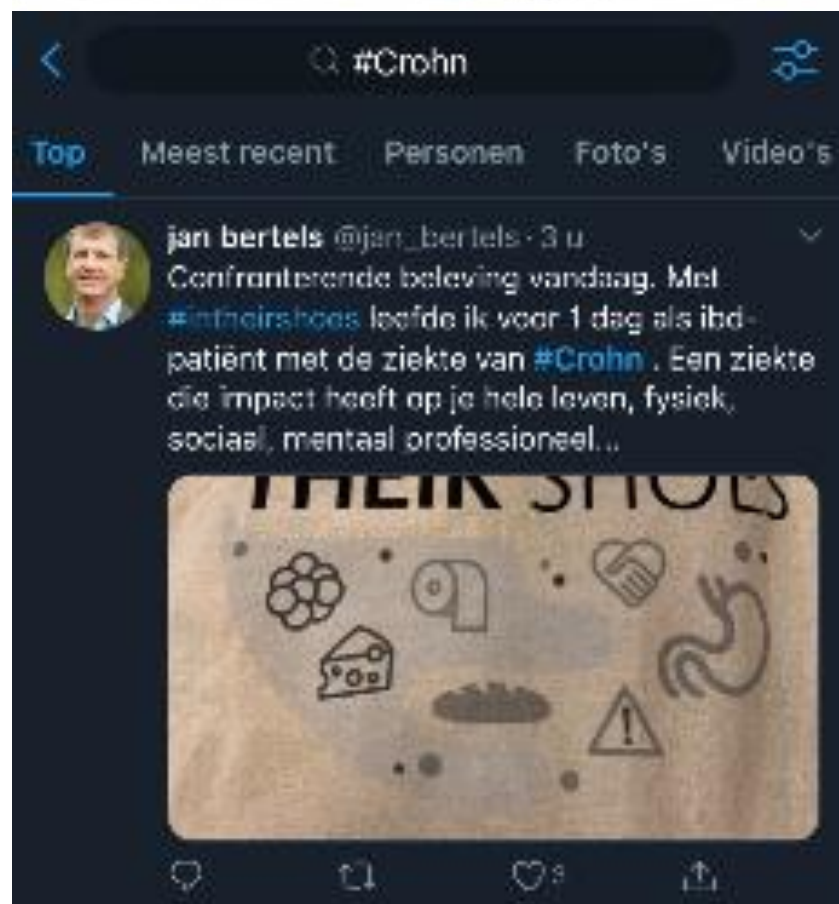 #Crohn
Top Meest recent Personen Foto's Video's
jan bertels @jan_bertels · 3 u
Confronterende beleving vandaag. Met
#intheirshoes leefde ik voor 1 dag als ibd-
patiënt met de ziekte van #Crohn . Een ziekte
die impact heeft op je hele leven, fysiek,
sociaal, mentaal professioneel...
THEIR SHOES
3